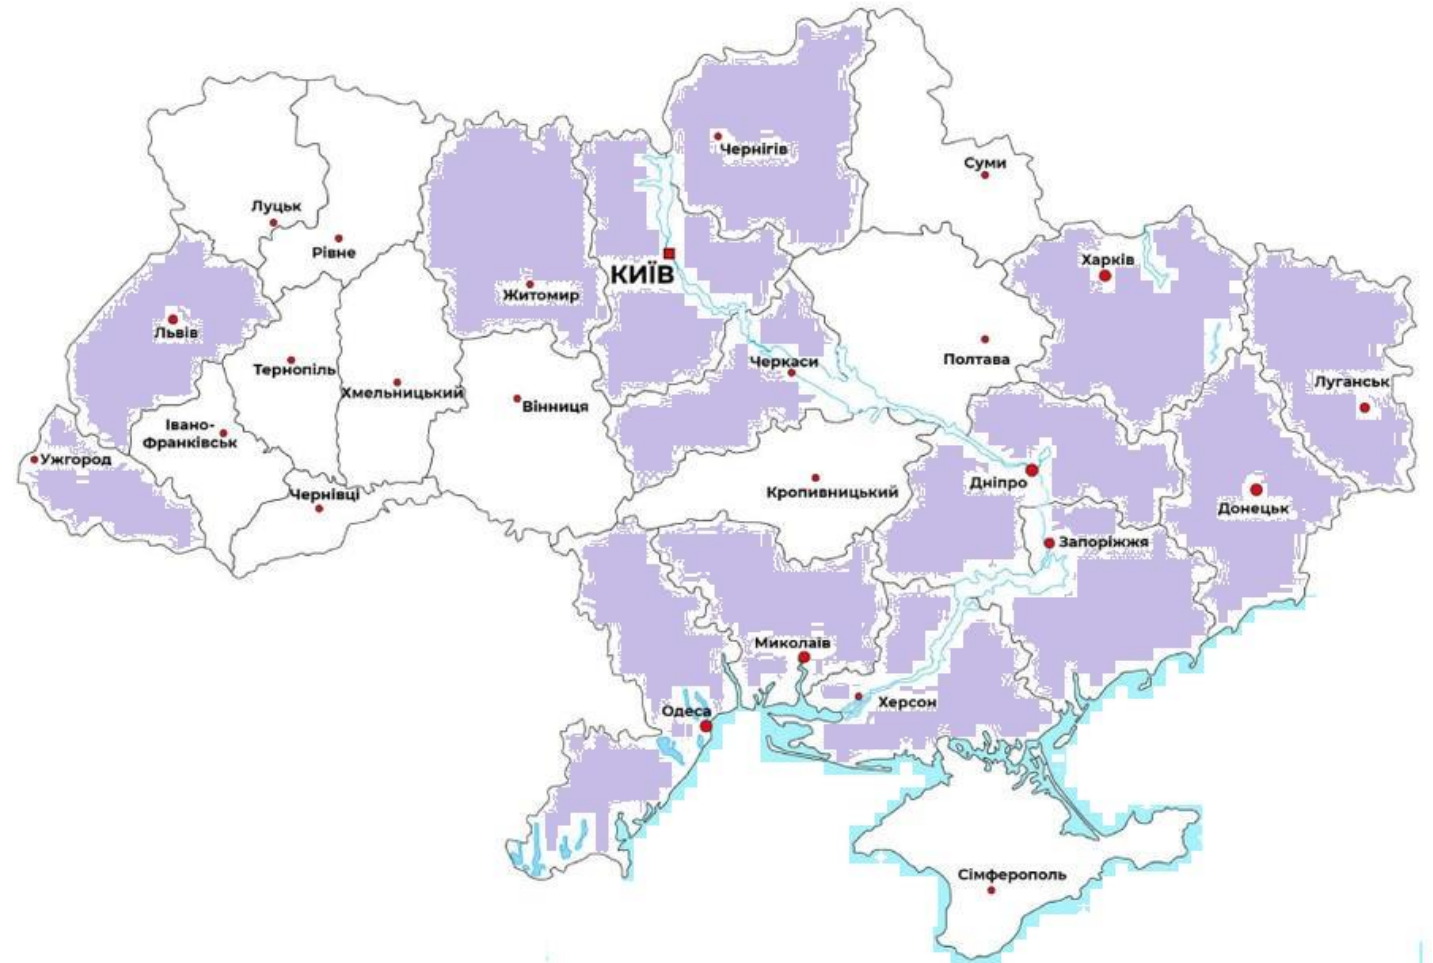 Чернігів
Суми
Луцьк
Рівне
КИЇВ
Харків
Житомир
Львів
Тернопіль
Хмельницький
Черкаси
Полтава
Луганськ
Вінниця
Івано-
Франківськ
Ужгород
Чернівці
Кропивницький
Дніпро
Донецьк
Запоріжжя
Миколаїв
Херсон
Одеса
Сімферополь